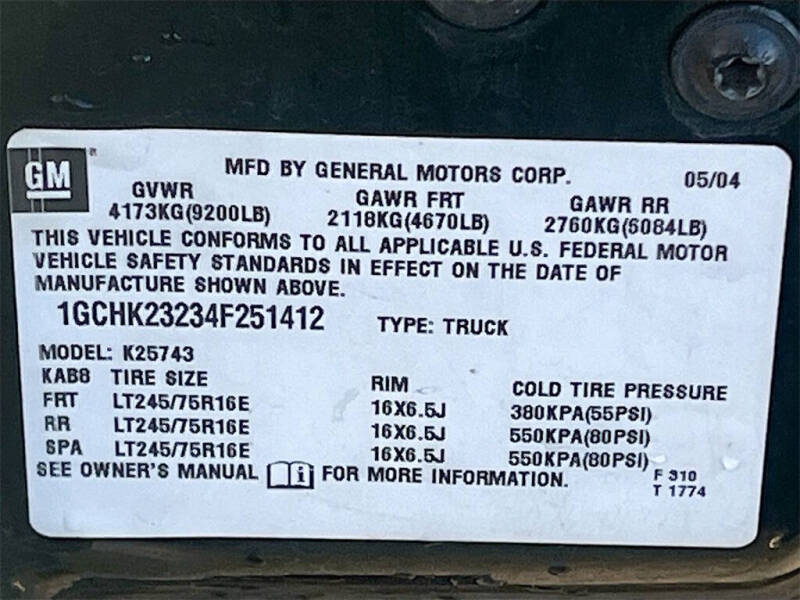 GM MFD BY GENERAL MOTORS CORP. 05/04
GVWR GAWR FRT GAWR RR
4173KG(9200LB) 2118KG(4670LB) 2760KG(6084LB)
THIS VEHICLE CONFORMS TO ALL APPLICABLE U.S. FEDERAL MOTOR
VEHICLE SAFETY STANDARDS IN EFFECT ON THE DATE OF
MANUFACTURE SHOWN ABOVE.
1GCHK23234F251412 TYPE: TRUCK
MODEL: K25743
KAB8 TIRE SIZE RIM COLD TIRE PRESSURE
FRT LT245/75R16E 16X6.5J 380KPA(55PSI)
RR LT245/75R16E 16X6.5J 550KPA(80PSI)
SPA LT245/75R16E 16X6.5J 550KPA(80PSI)
SEE OWNER'S MANUAL i FOR MORE INFORMATION.
F 310
T 1774